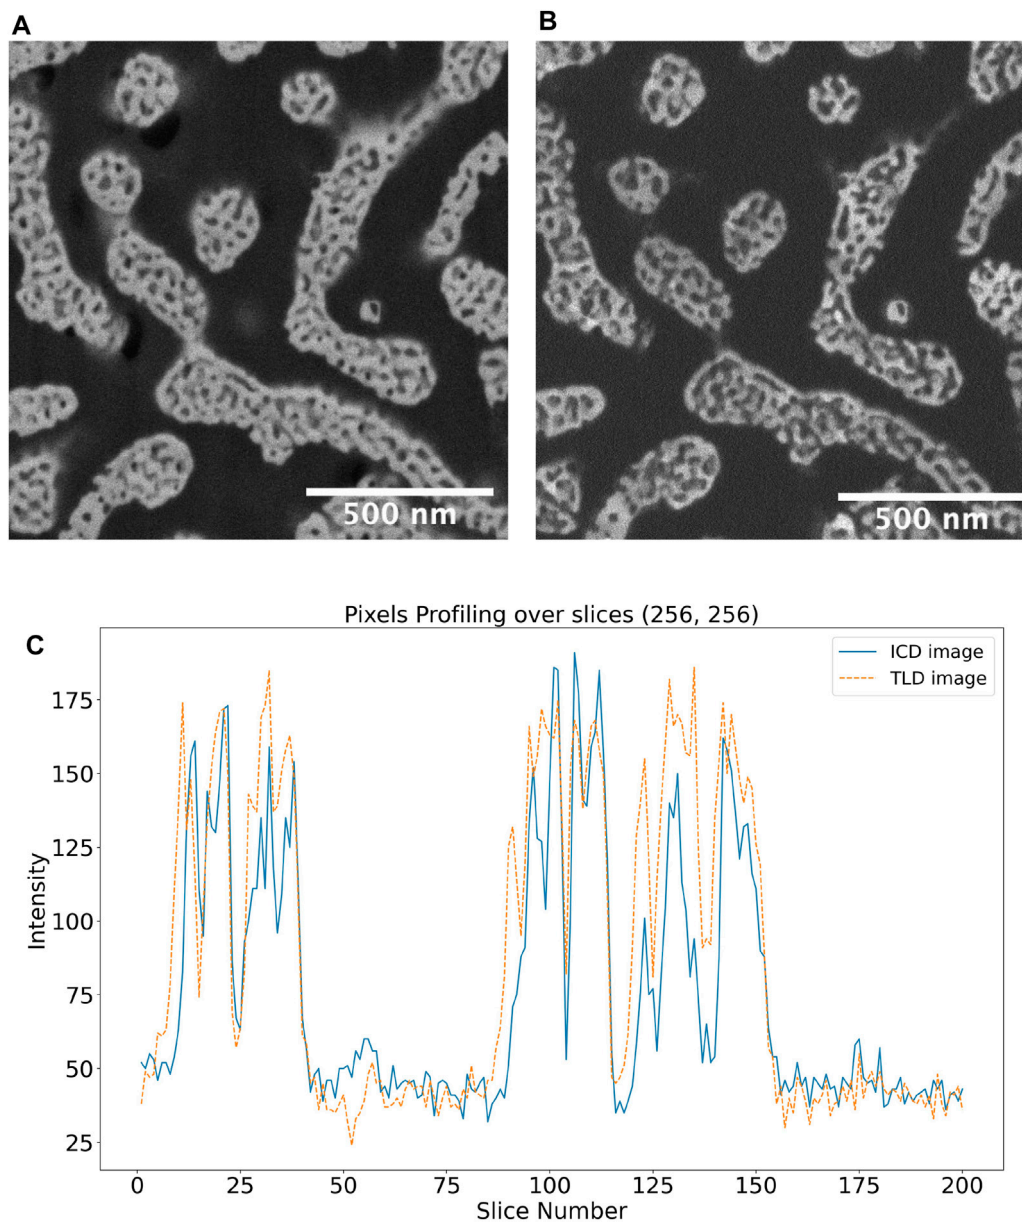 A
B
500 nm
500 nm
C
Pixels Profiling over slices (256, 256)
ICD image
TLD image
175
150
125
100
75
50
25
Intensity
0 25 50 75 100 125 150 175 200
Slice Number